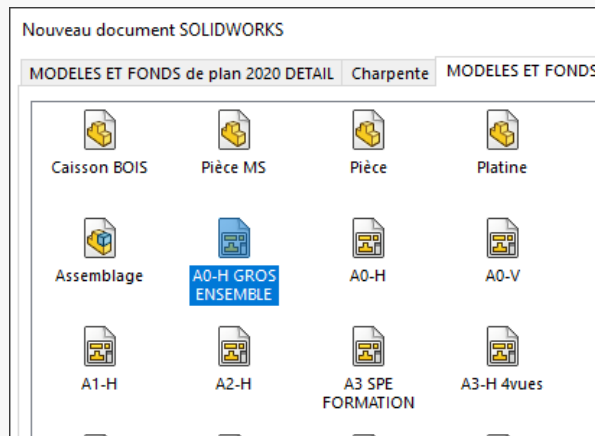 Nouveau document SOLIDWORKS
MODELES ET FONDS de plan 2020 DETAIL Charpente MODELES ET FONDS
Caisson BOIS Pièce MS Pièce Platine
Assemblage A0-H GROS A0-H A0-V
ENSEMBLE
A1-H A2-H A3 SPE A3-H 4vues
FORMATION